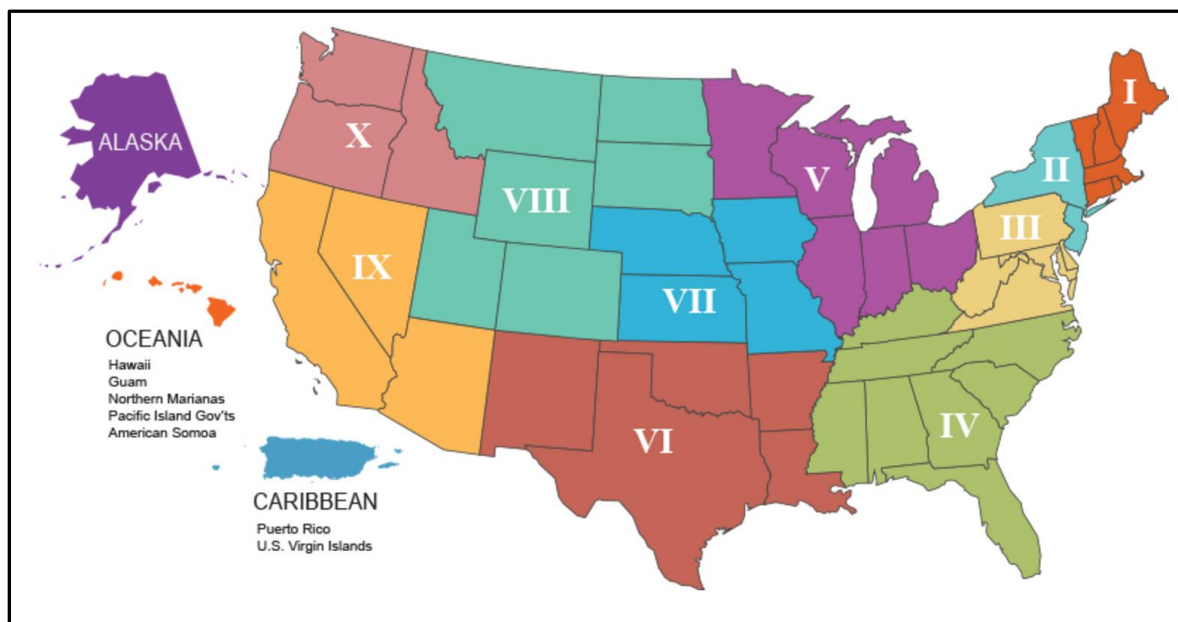 I
II
X
ALASKA
V
VIII
III
IX
VII
OCEANIA
Hawaii
Guam
Northern Marianas
Pacific Island Gov'ts
American Somoa
IV
VI
CARIBBEAN
Puerto Rico
U.S. Virgin Islands